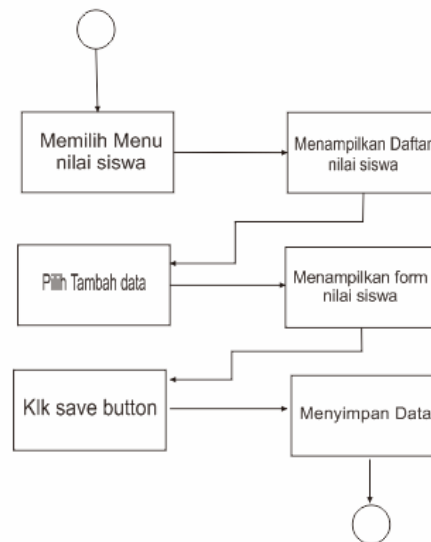 Memilih Menu
nilai siswa
Menampilkan Daftar
nilai siswa
Pilih Tambah data
Menampilkan form
nilai siswa
Klk save button
Menyimpan Data